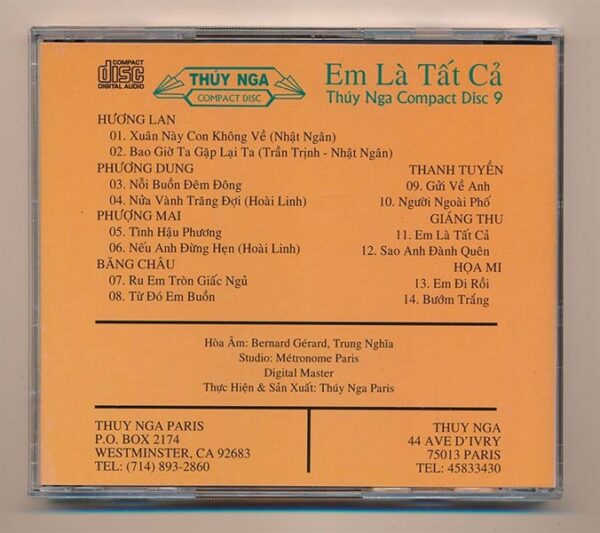 COMPACT
disc
DIGITAL AUDIO
THÚY NGA
COMPACT DISC
Em Là Tất Cả
Thúy Nga Compact Disc 9
HƯƠNG LAN
01. Xuân Này Con Không Về (Nhật Ngân)
02. Bao Giờ Ta Gặp Lại Ta (Trần Trịnh - Nhật Ngân)
PHƯƠNG DUNG
03. Nỗi Buồn Đêm Đông
04. Nửa Vành Trăng Đợi (Hoài Linh)
PHƯỢNG MAI
05. Tình Hậu Phương
06. Nếu Anh Đừng Hẹn (Hoài Linh)
BĂNG CHÂU
07. Ru Em Tròn Giấc Ngủ
08. Từ Đó Em Buồn
THANH TUYỀN
09. Gửi Về Anh
10. Người Ngoài Phố
GIÁNG THU
11. Em Là Tất Cả
12. Sao Anh Đành Quên
HỌA MI
13. Em Đi Rồi
14. Bướm Trắng
Hòa Âm: Bernard Gérard, Trung Nghĩa
Studio: Métronome Paris
Digital Master
Thực Hiện & Sản Xuất: Thúy Nga Paris
THUY NGA PARIS
P.O. BOX 2174
WESTMINSTER, CA 92683
TEL: (714) 893-2860
THUY NGA
44 AVE D'IVRY
75013 PARIS
TEL: 45833430